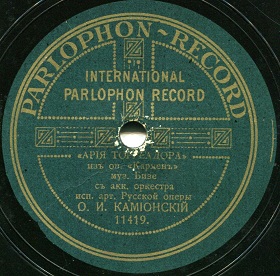 PARLOPHON-RECORD
INTERNATIONAL
PARLOPHON RECORD
«АРІЯ ТОРЕАДОРА»
изъ оп. «Карменъ»
муз. Бизе
съ акк. оркестра
исп. арт. Русской оперы
О. И. КАМІОНСКІЙ
11419.